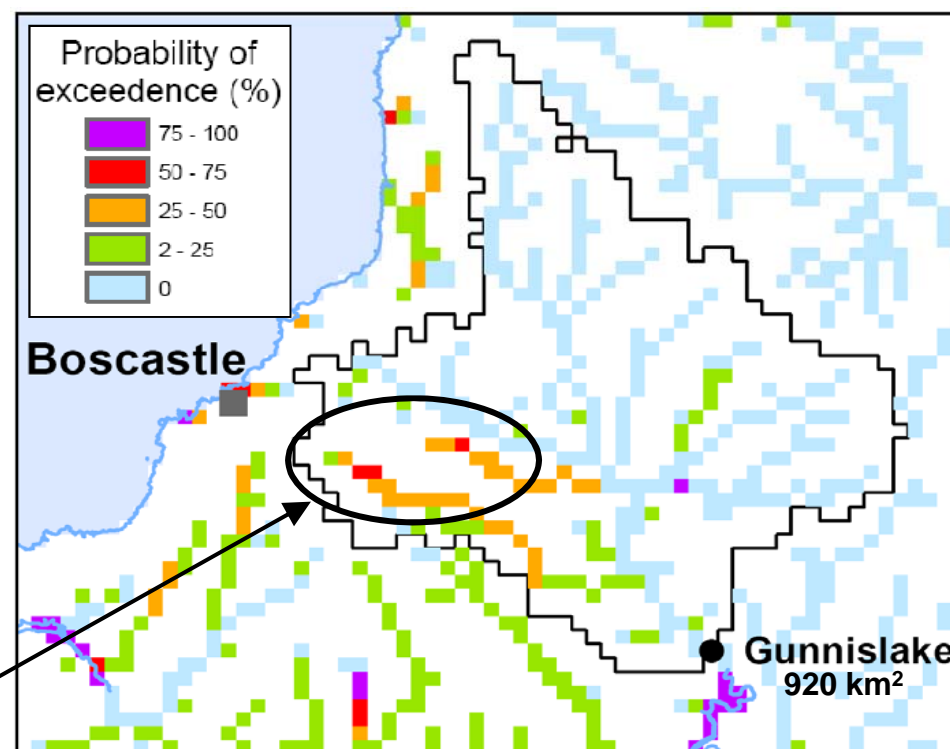 Probability of
exceedence (%)
75 - 100
50 - 75
25 - 50
2 - 25
0
Boscastle
Gunnislake
920 km²